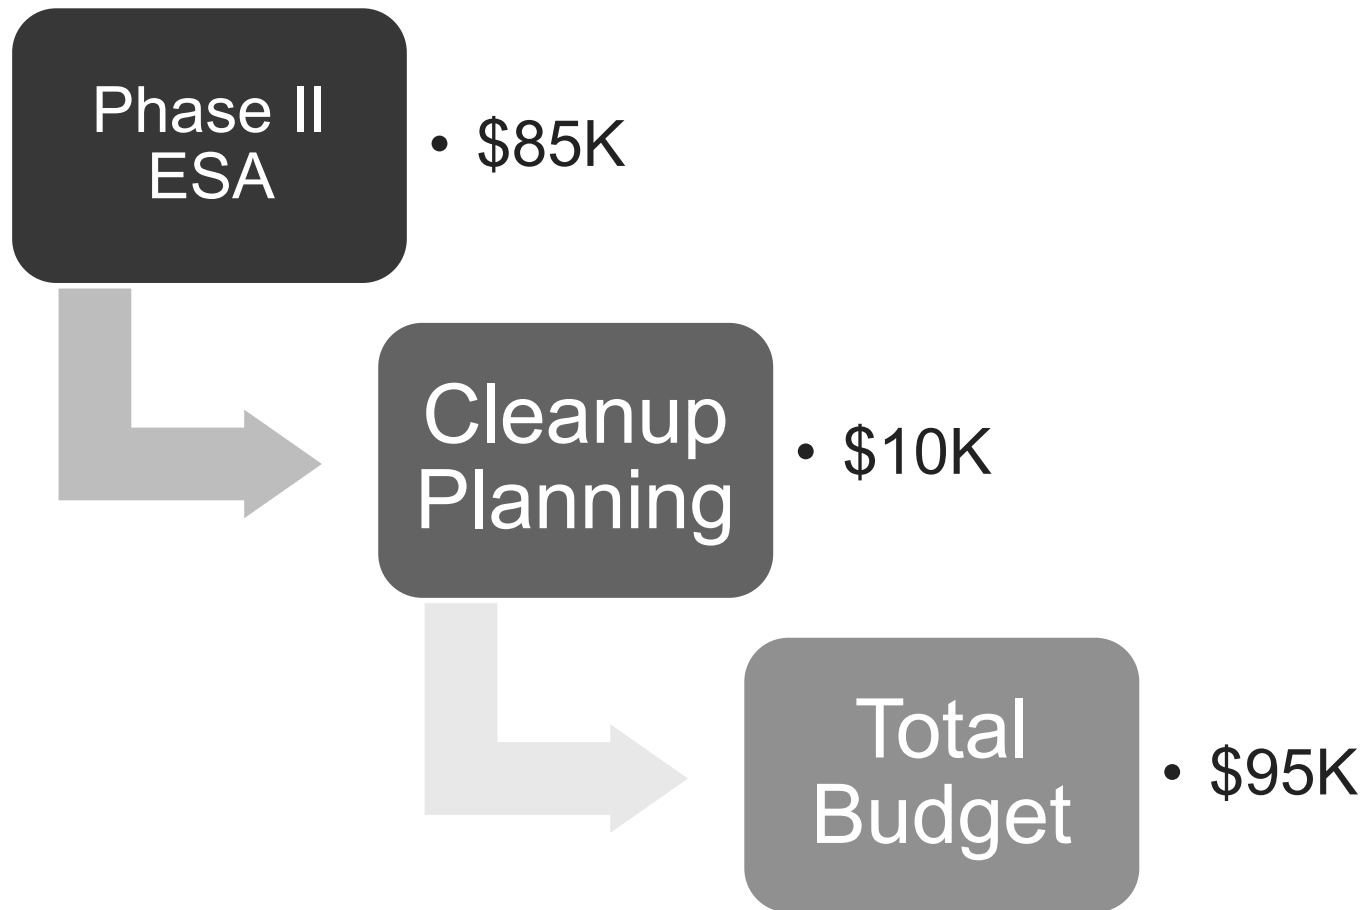 Phase II
ESA
• $85K
Cleanup
Planning
• $10K
Total
Budget
• $95K